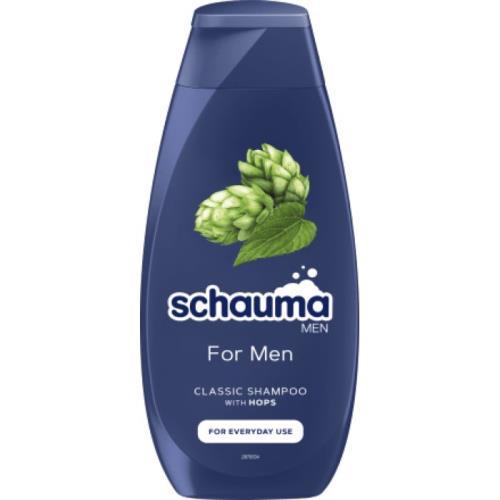 schauma
MEN
For Men
CLASSIC SHAMPOO
WITH HOPS
FOR EVERYDAY USE